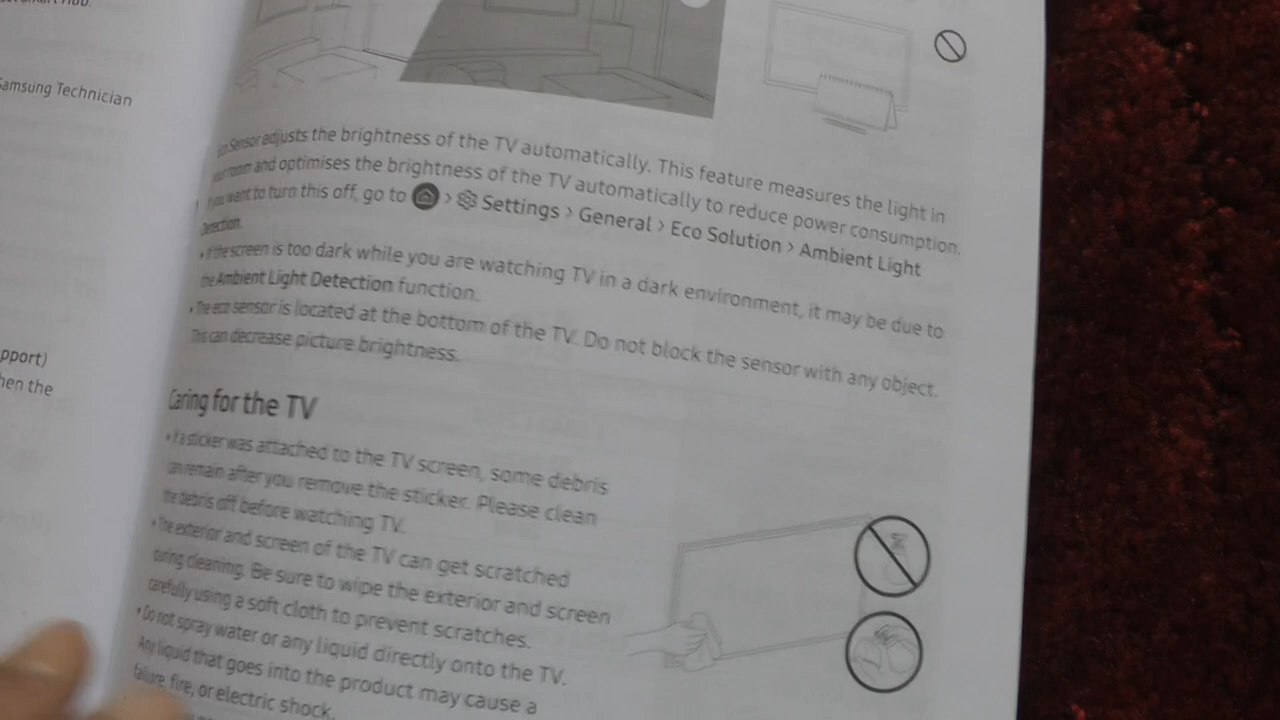 Samsung Technician
pport)
hen the
Sensor adjusts the brightness of the TV automatically. This feature measures the light in
your room and optimises the brightness of the TV automatically to reduce power consumption.
If you want to turn this off, go to > Settings > General > Eco Solution > Ambient Light
Detection.
• If the screen is too dark while you are watching TV in a dark environment, it may be due to
the Ambient Light Detection function.
• The eco sensor is located at the bottom of the TV. Do not block the sensor with any object.
This can decrease picture brightness.
Caring for the TV
• If a sticker was attached to the TV screen, some debris
can remain after you remove the sticker. Please clean
the debris off before watching TV.
• The exterior and screen of the TV can get scratched
during cleaning. Be sure to wipe the exterior and screen
carefully using a soft cloth to prevent scratches.
• Do not spray water or any liquid directly onto the TV.
Any liquid that goes into the product may cause a
failure, fire, or electric shock.